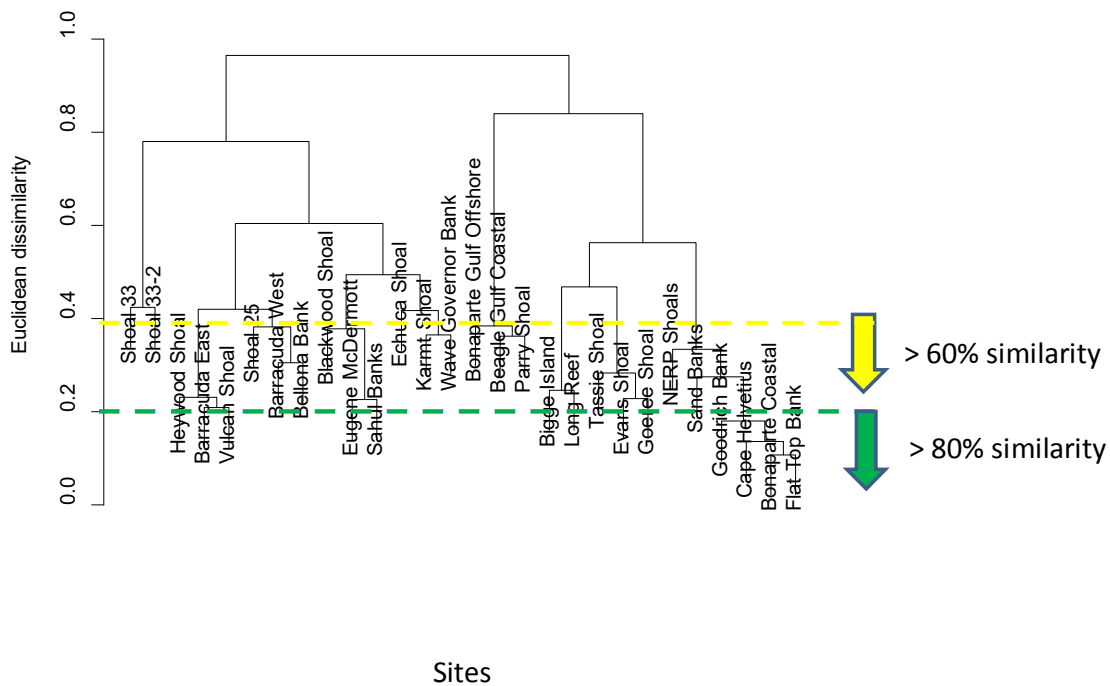 Euclidean dissimilarity
1.0
0.8
0.6
0.4
0.2
0.0
Shoal 33
Shoal 33-2
Heywood Shoal
Barracuda East
Vulcan Shoal
Shoal 25
Barracuda West
Bellona Bank
Blackwood Shoal
Eugene McDermott
Sahul Banks
Echuca Shoal
Karmt Shoal
Wave Governor Bank
Bonaparte Gulf Offshore
Beagle Gulf Coastal
Parry Shoal
Bigge Island
Long Reef
Tassie Shoal
Evans Shoal
Goelee Shoal
NERP Shoals
Sand Banks
Goodrich Bank
Cape Helvetius
Bonaparte Coastal
Flat Top Bank
> 60% similarity
> 80% similarity
Sites